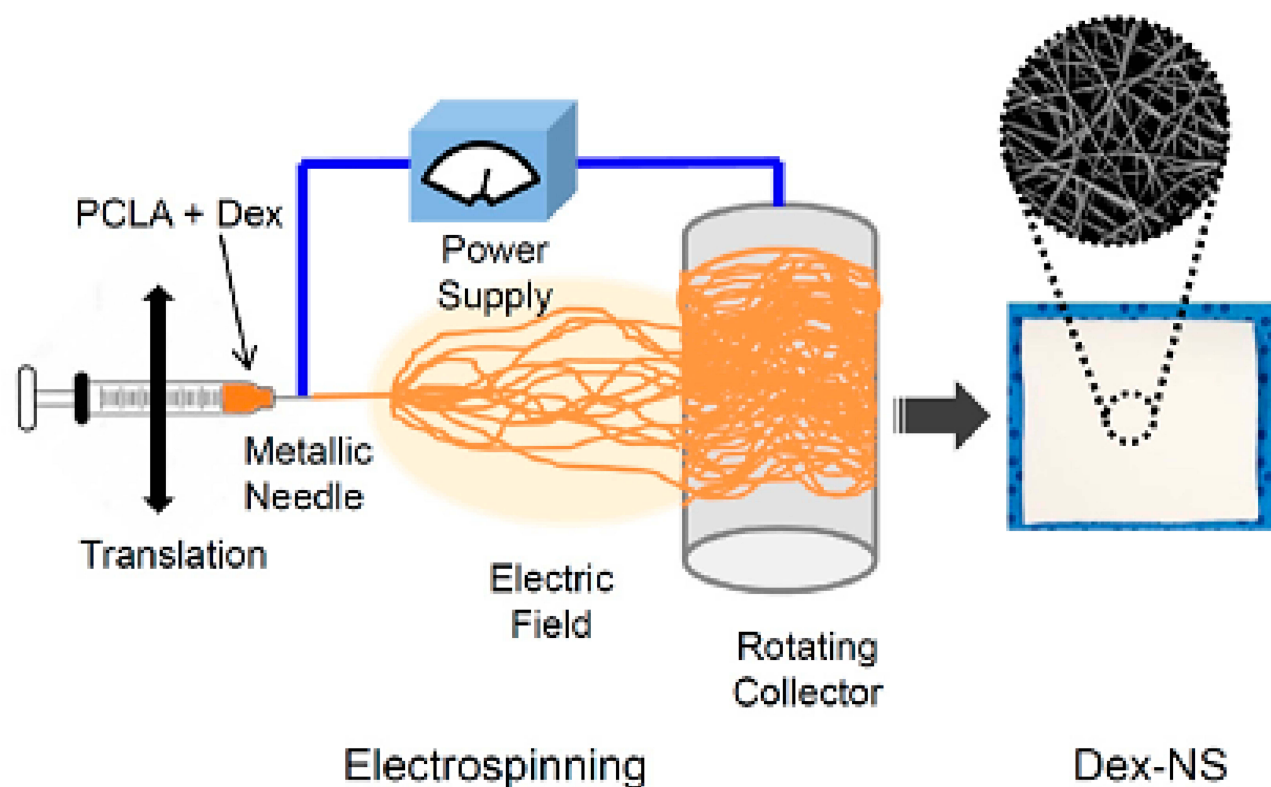 PCLA + Dex
Power
Supply
Metallic
Needle
Translation
Electric
Field
Rotating
Collector
Electrospinning
Dex-NS